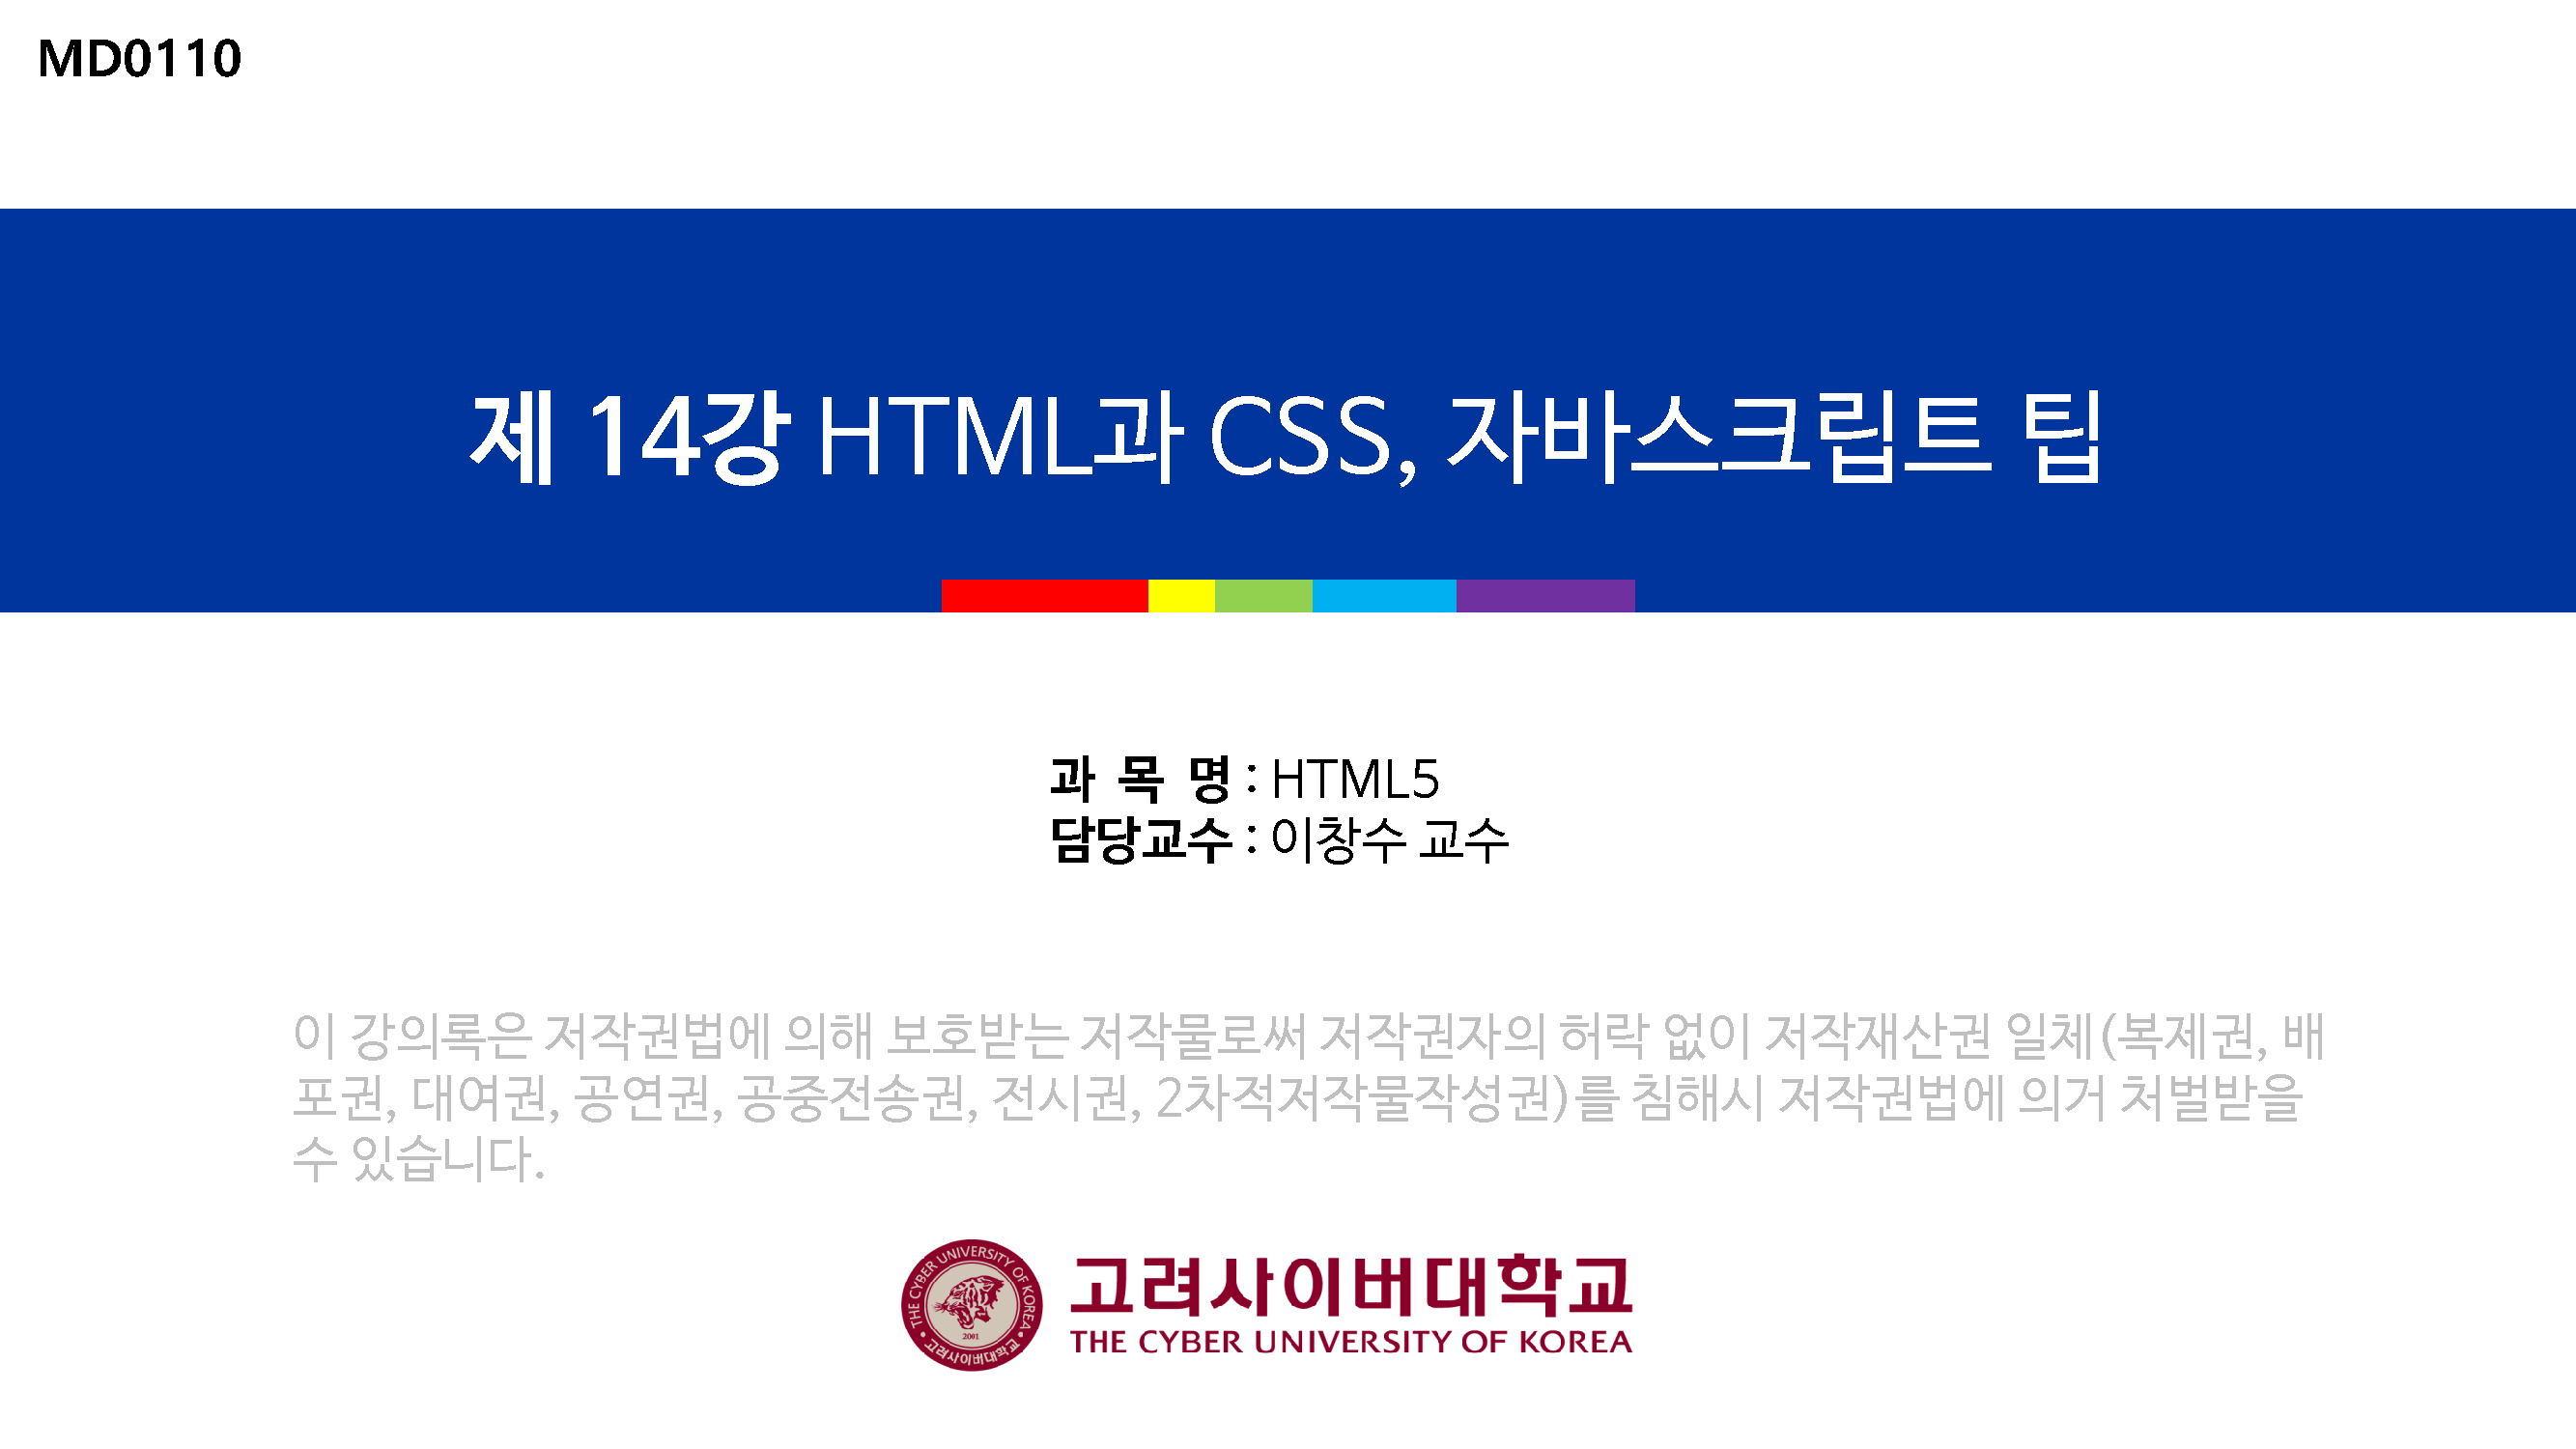 MD0110
제 14강 HTML과 CSS, 자바스크립트 팁
과 목 명 : HTML5
담당교수 : 이창수 교수
이 강의록은 저작권법에 의해 보호받는 저작물로써 저작권자의 허락 없이 저작재산권 일체(복제권, 배
포권, 대여권, 공연권, 공중전송권, 전시권, 2차적저작물작성권)를 침해시 저작권법에 의거 처벌받을
수 있습니다.
THE CYBER UNIVERSITY OF KOREA
2001
고려사이버대학교
고려사이버대학교
THE CYBER UNIVERSITY OF KOREA